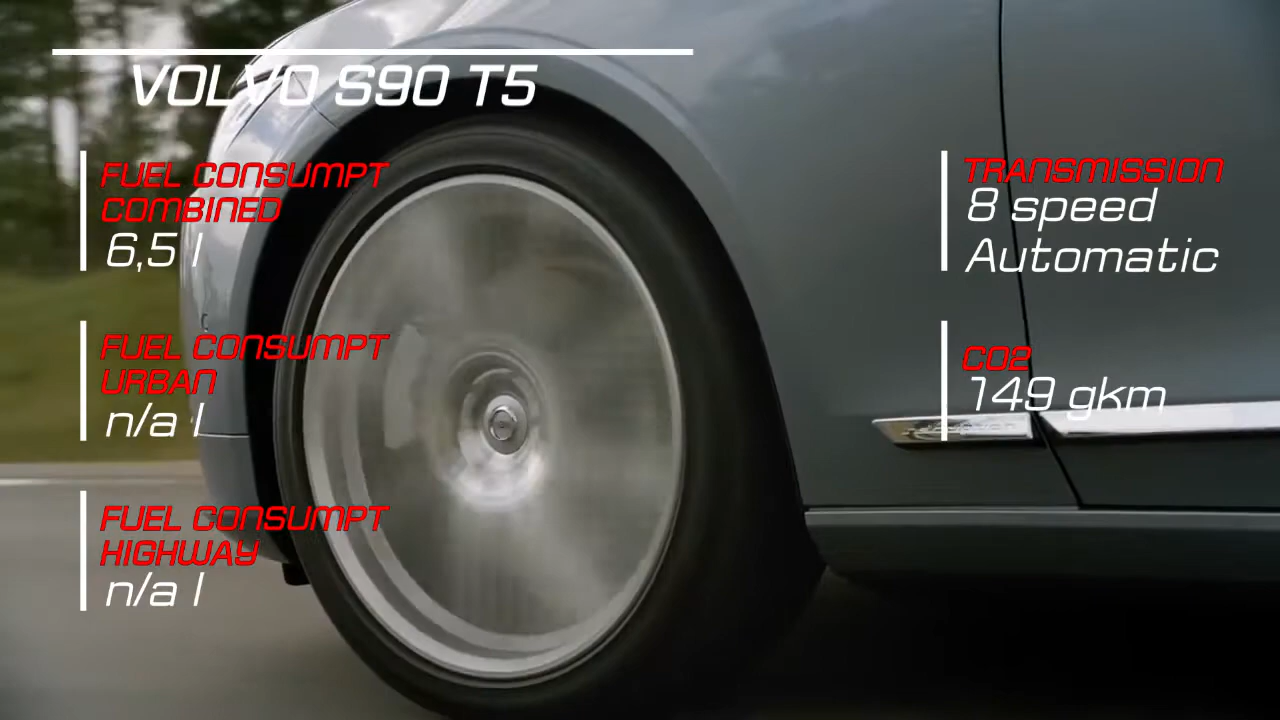 VOLVO S90 T5
FUEL CONSUMPT
COMBINED
6,5 l
FUEL CONSUMPT
URBAN
n/a l
FUEL CONSUMPT
HIGHWAY
n/a l
TRANSMISSION
8 speed
Automatic
CO2
149 gkm